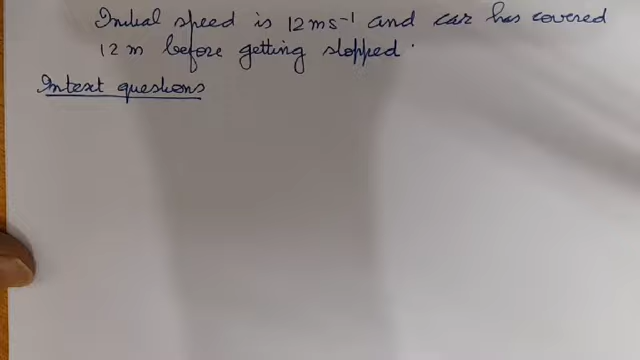 Initial speed is 12 ms⁻¹ and car has covered
12 m before getting stopped.
Intext questions